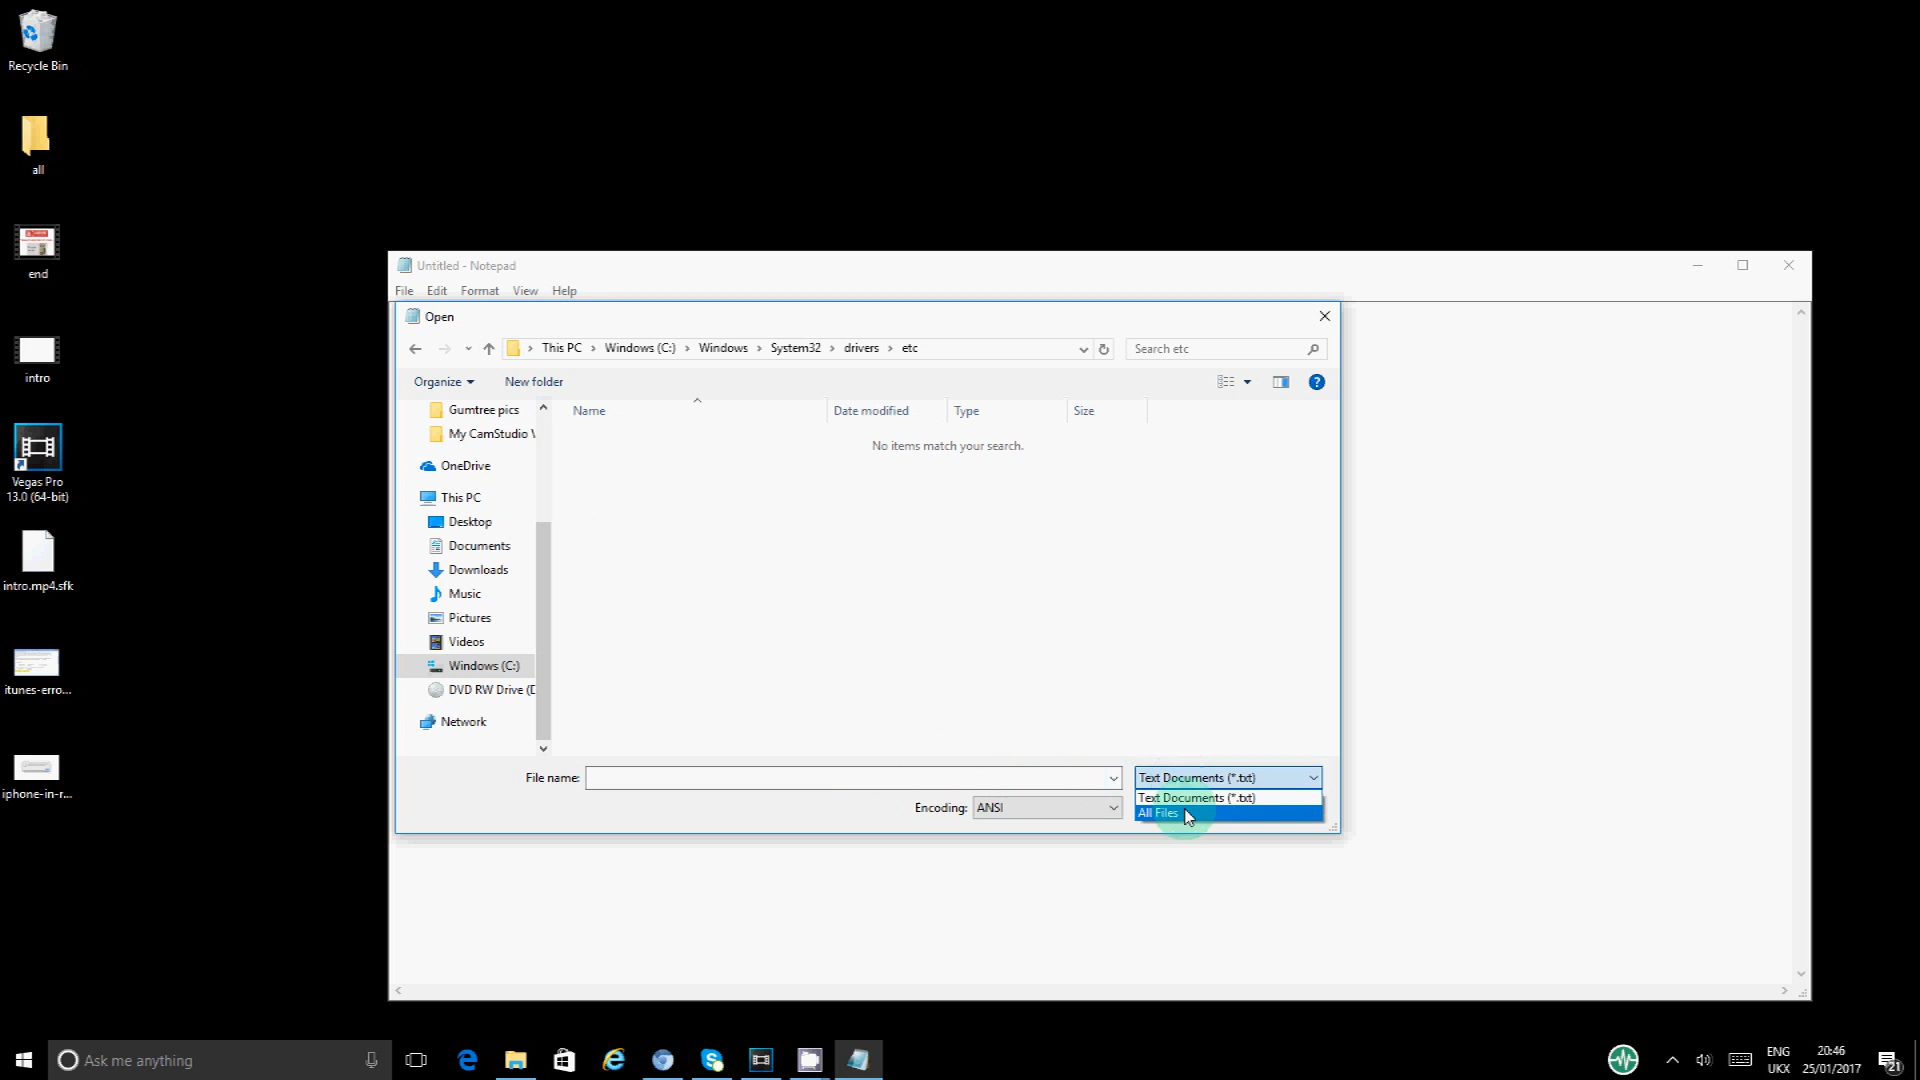 Recycle Bin
all
end
intro
Vegas Pro
13.0 (64-bit)
intro.mp4.sfk
itunes-erro...
iphone-in-r...
Untitled - Notepad
File Edit Format View Help
Open
This PC Windows (C:) Windows System32 drivers etc
Search etc
Organize New folder
Name Date modified Type Size
No items match your search.
Gumtree pics
My CamStudio V
OneDrive
This PC
Desktop
Documents
Downloads
Music
Pictures
Videos
Windows (C:)
DVD RW Drive (D
Network
File name:
Text Documents (*.txt)
Text Documents (*.txt)
All Files
Encoding: ANSI
Ask me anything
ENG
UKX
20:46
25/01/2017
21